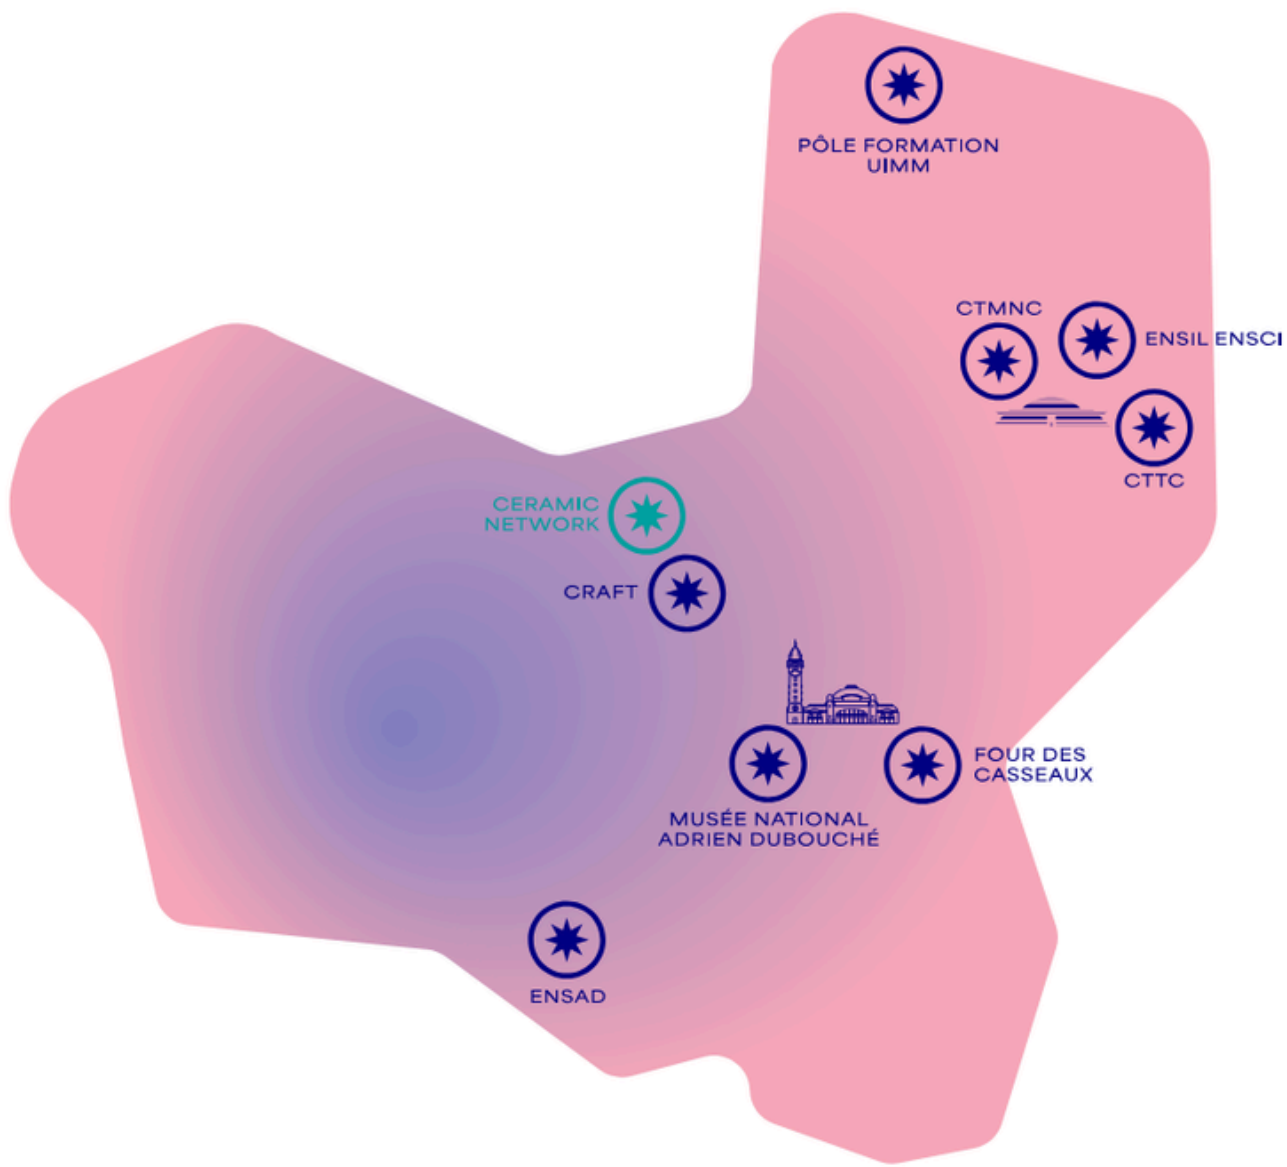 PÔLE FORMATION
UIMM
CTMNC
ENSIL ENSCI
CTTC
CERAMIC
NETWORK
CRAFT
FOUR DES
CASSEAUX
MUSÉE NATIONAL
ADRIEN DUBOUCHÉ
ENSAD